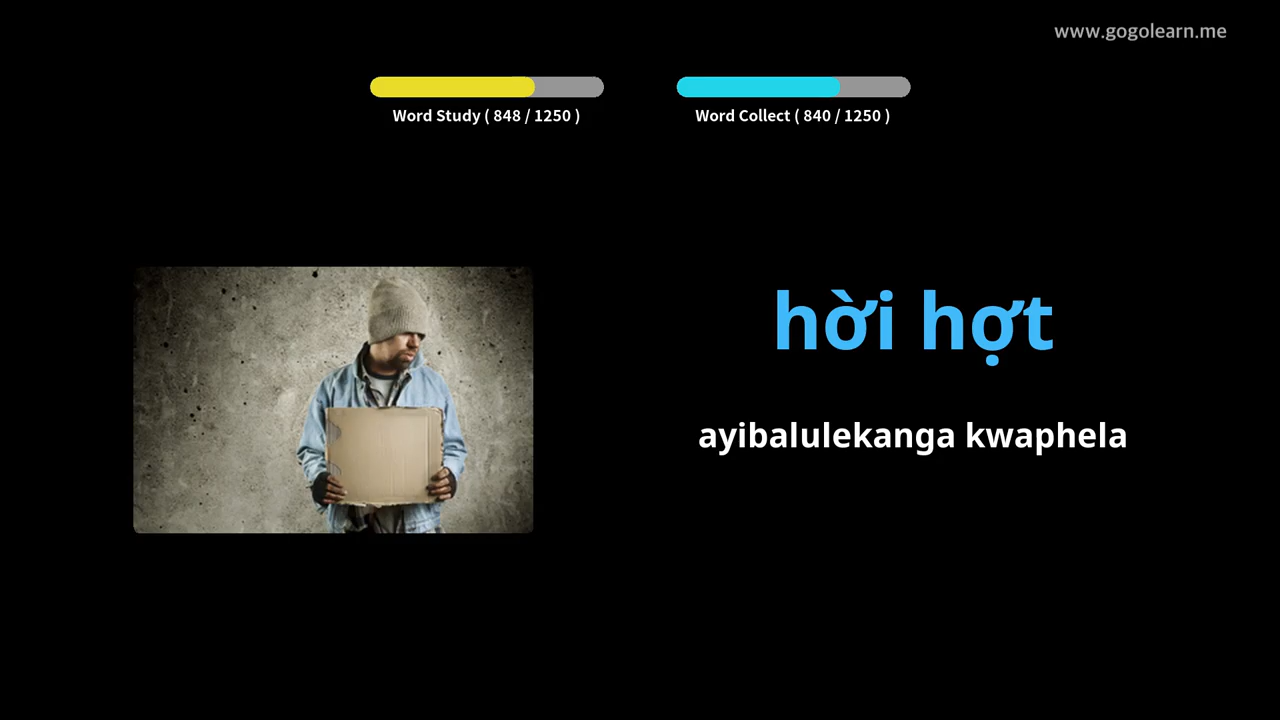 www.gogolearn.me
Word Study ( 848 / 1250 )
Word Collect ( 840 / 1250 )
hời hợt
ayibalulekanga kwaphela